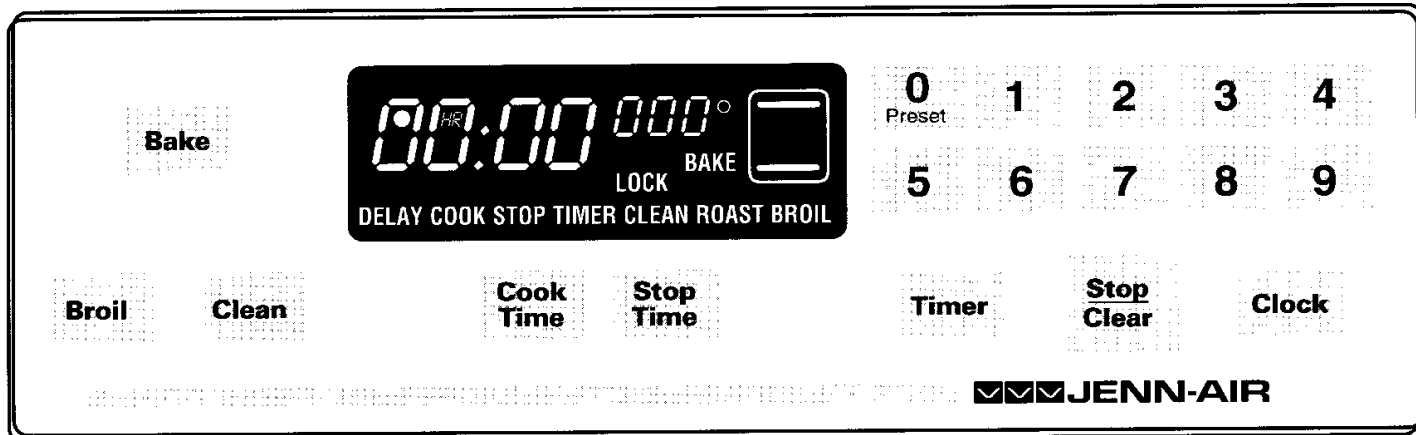 Bake
00:00 HR 000°
BAKE
LOCK
DELAY COOK STOP TIMER CLEAN ROAST BROIL
0 1 2 3 4
Preset
5 6 7 8 9
Broil
Clean
Cook
Time
Stop
Time
Timer
Stop
Clear
Clock
JENN-AIR